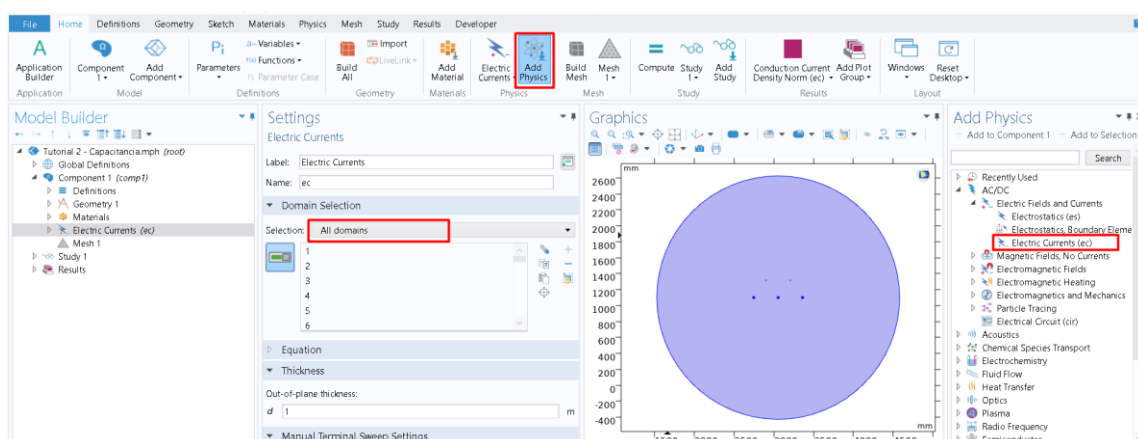 File Home Definitions Geometry Sketch Materials Physics Mesh Study Results Developer
A Pi a= Variables Import
Functions LiveLink
Parameter Case
Application Builder Component 1 Add Component Parameters Build All Add Material Electric Currents Add Physics Build Mesh Mesh 1 Compute Study 1 Add Study Conduction Current Density Norm (ec) Add Plot Group Windows Reset Desktop
Application Model Definitions Geometry Materials Physics Mesh Study Results Layout
Model Builder
Tutorial 2 - Capacitancia.mph (root)
Global Definitions
Component 1 (comp1)
Definitions
Geometry 1
Materials
Electric Currents (ec)
Mesh 1
Study 1
Results
Settings
Electric Currents
Label: Electric Currents
Name: ec
Domain Selection
Selection: All domains
1
2
3
4
5
6
Equation
Thickness
Out-of-plane thickness:
d 1 m
Manual Terminal Sweep Settings
Graphics
mm
2600
2400
2200
2000
1800
1600
1400
1200
1000
800
600
400
200
0
-200
-400
mm
Add Physics
Add to Component 1 Add to Selection
Search
Recently Used
AC/DC
Electric Fields and Currents
Electrostatics (es)
Electrostatics, Boundary Eleme
Electric Currents (ec)
Magnetic Fields, No Currents
Electromagnetic Fields
Electromagnetic Heating
Electromagnetics and Mechanics
Particle Tracing
Electrical Circuit (cir)
Acoustics
Chemical Species Transport
Electrochemistry
Fluid Flow
Heat Transfer
Optics
Plasma
Radio Frequency